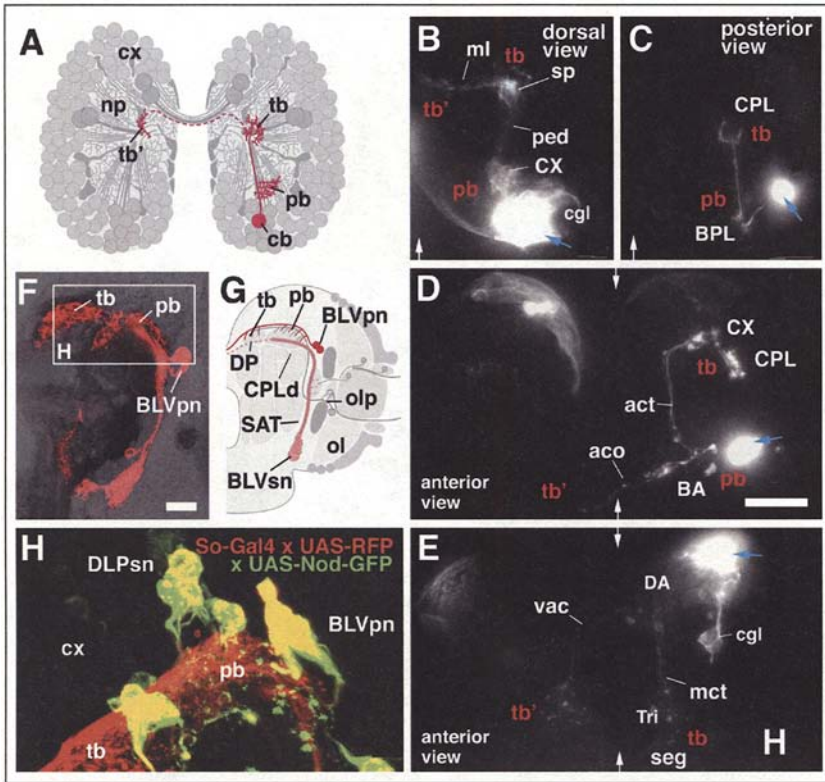 A
cx
np
tb'
tb
pb
cb
B
dorsal view
ml
tb
sp
tb'
ped
CX
pb
cgl
C
posterior view
CPL
tb
pb
BPL
D
CX
tb
CPL
act
aco
BA
pb
tb'
anterior view
E
DA
vac
cgl
mct
tb'
Tri
tb
seg
anterior view
H
F
tb
pb
H
BLVpn
G
tb
pb
BLVpn
DP
CPLd
olp
SAT
ol
BLVsn
H
So-Gal4 x UAS-RFP
x UAS-Nod-GFP
DLPsn
BLVpn
cx
pb
tb